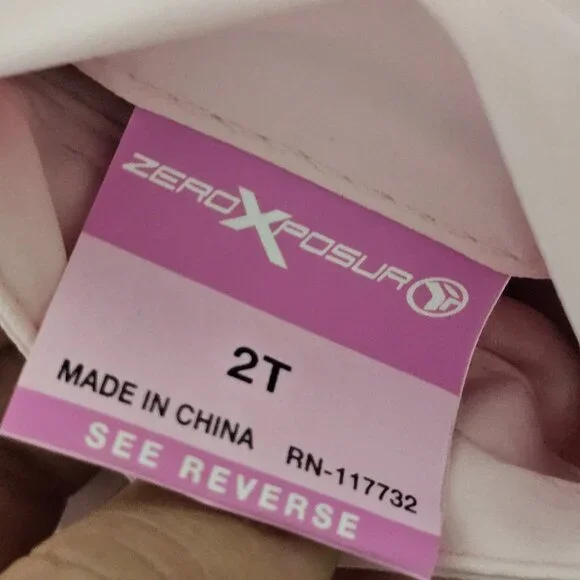 ZEROXPOSUR
2T
MADE IN CHINA RN-117732
SEE REVERSE